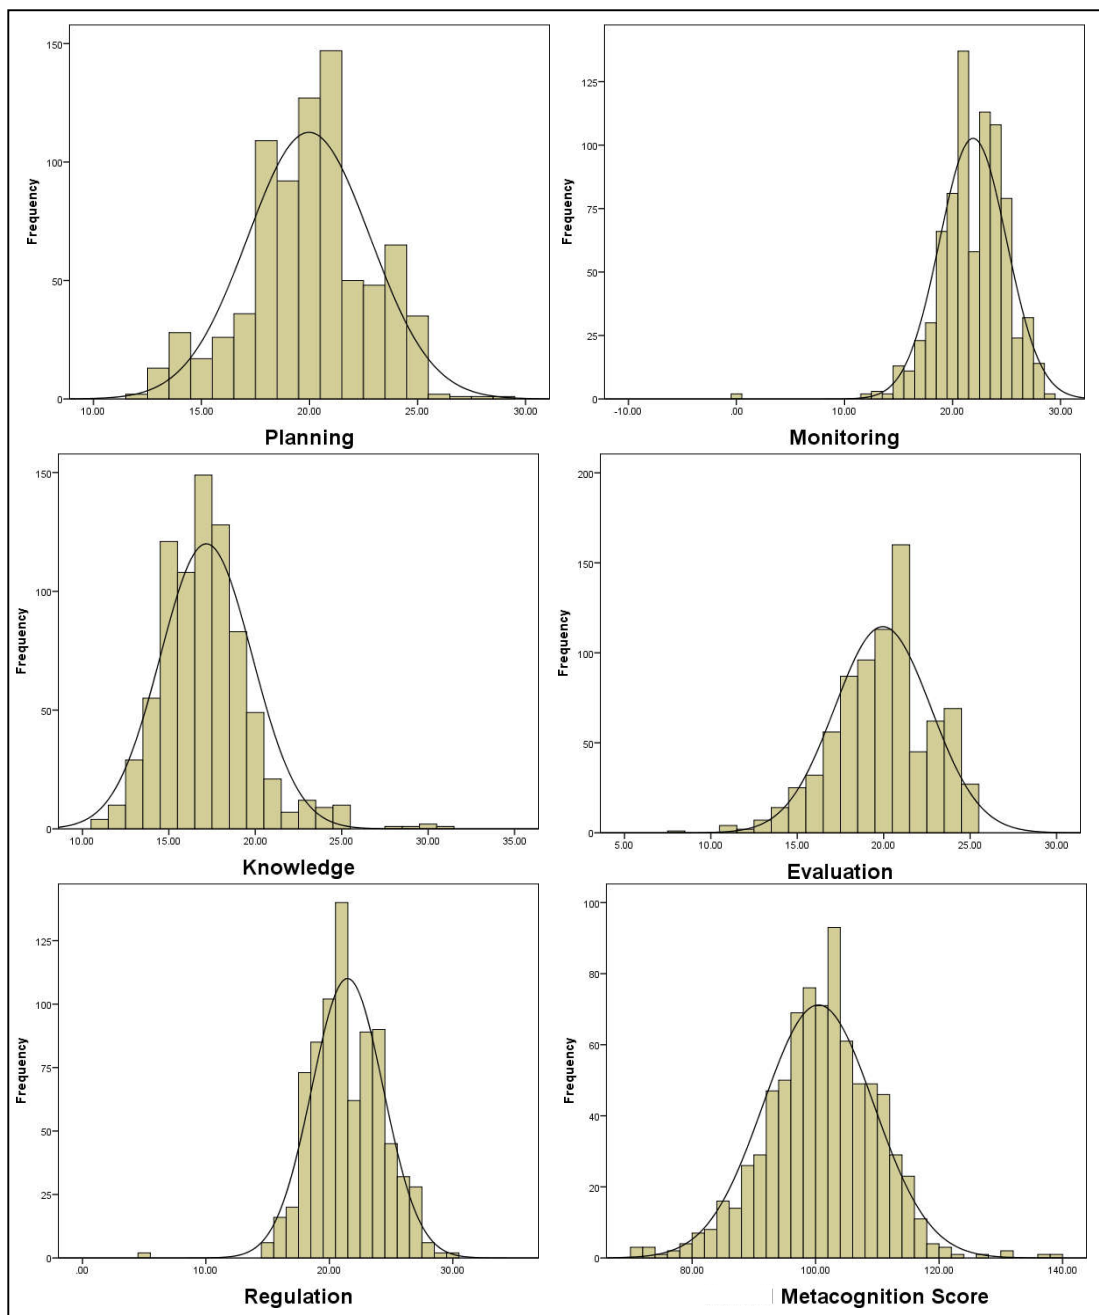 150
100
50
0
Frequency
10.00 15.00 20.00 25.00 30.00
Planning
125
100
75
50
25
0
Frequency
-10.00 .00 10.00 20.00 30.00
Monitoring
150
100
50
0
Frequency
10.00 15.00 20.00 25.00 30.00 35.00
Knowledge
200
150
100
50
0
Frequency
5.00 10.00 15.00 20.00 25.00 30.00
Evaluation
125
100
75
50
25
0
Frequency
.00 10.00 20.00 30.00
Regulation
100
80
60
40
20
0
Frequency
80.00 100.00 120.00 140.00
Metacognition Score